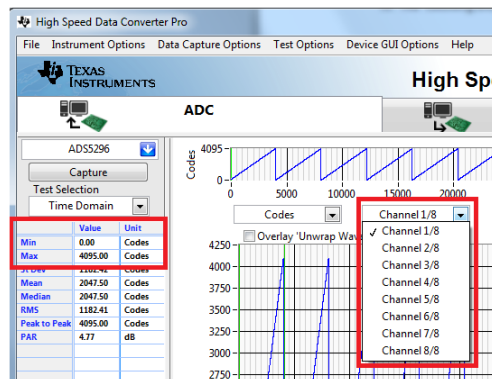 High Speed Data Converter Pro
File Instrument Options Data Capture Options Test Options Device GUI Options Help
TEXAS INSTRUMENTS
High Sp
ADC
ADS5296
Capture
Test Selection
Time Domain
Value Unit
Min 0.00 Codes
Max 4095.00 Codes
St Dev 1182.42 Codes
Mean 2047.50 Codes
Median 2047.50 Codes
RMS 1182.41 Codes
Peak to Peak 4095.00 Codes
PAR 4.77 dB
Codes
4095
0
0 5000 10000 15000 20000
Codes
Channel 1/8
Overlay 'Unwrap Wav
Channel 1/8
Channel 2/8
Channel 3/8
Channel 4/8
Channel 5/8
Channel 6/8
Channel 7/8
Channel 8/8
4250
4000
3750
3500
3250
3000
2750